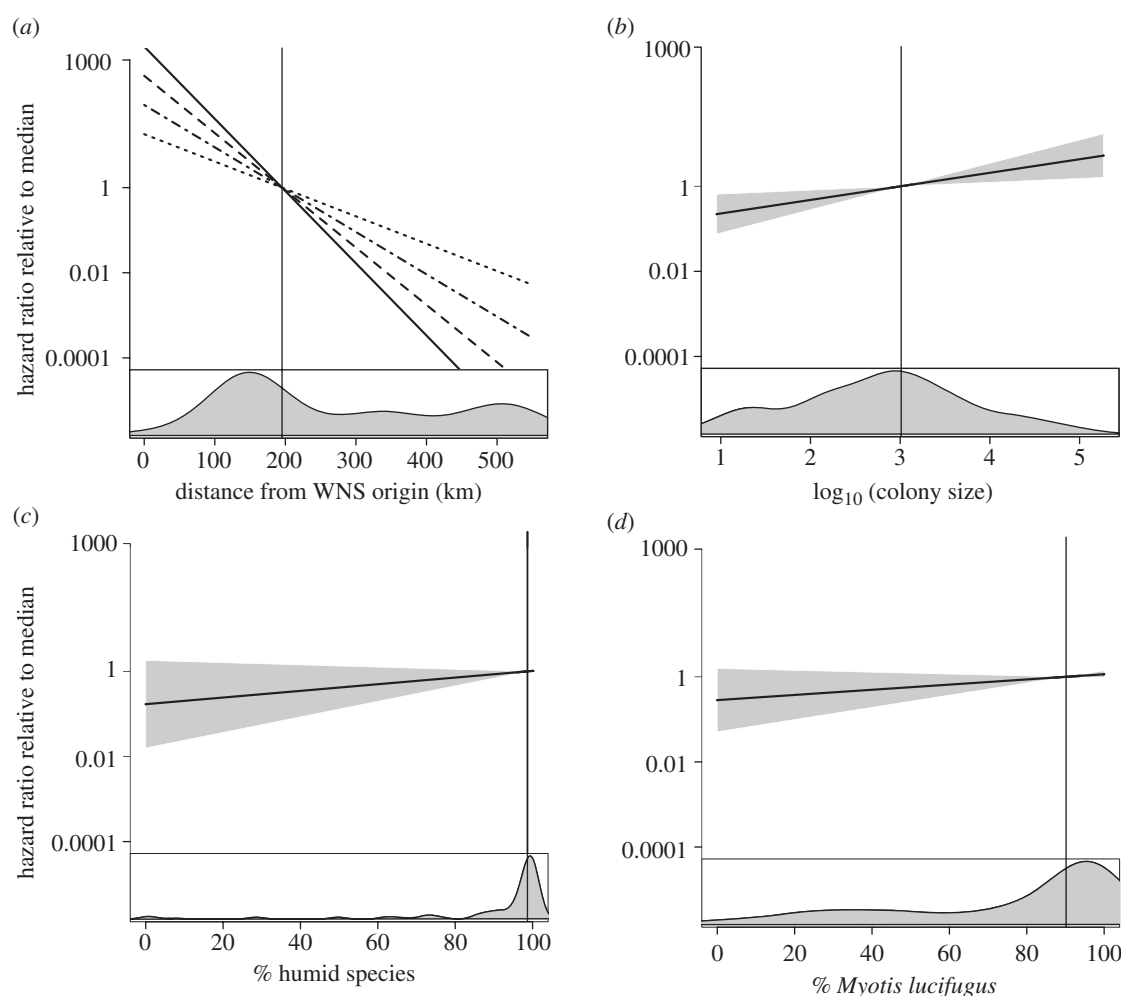 (a)
hazard ratio relative to median
1000
1
0.01
0.0001
0 100 200 300 400 500
distance from WNS origin (km)
(b)
1000
1
0.01
0.0001
1 2 3 4 5
log10 (colony size)
(c)
hazard ratio relative to median
1000
1
0.01
0.0001
0 20 40 60 80 100
% humid species
(d)
1000
1
0.01
0.0001
0 20 40 60 80 100
% Myotis lucifugus